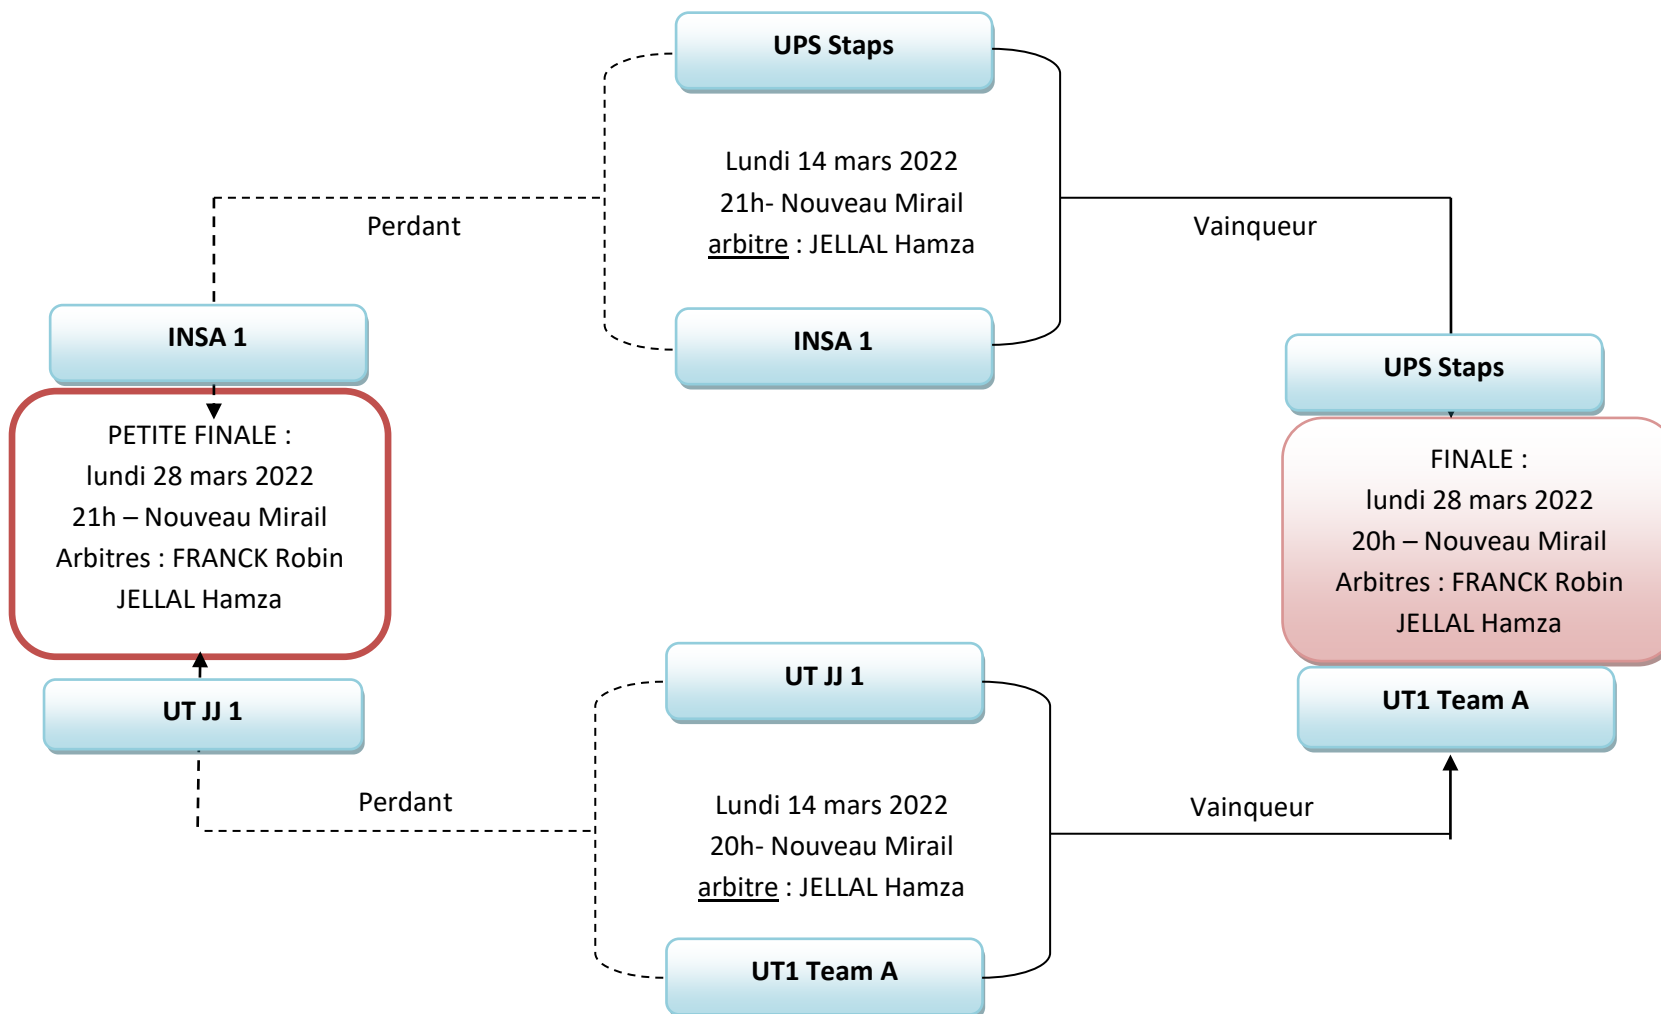 UPS Staps
Lundi 14 mars 2022
21h- Nouveau Mirail
arbitre : JELLAL Hamza
Perdant
Vainqueur
INSA 1
INSA 1
UPS Staps
PETITE FINALE :
lundi 28 mars 2022
21h – Nouveau Mirail
Arbitres : FRANCK Robin
JELLAL Hamza
FINALE :
lundi 28 mars 2022
20h – Nouveau Mirail
Arbitres : FRANCK Robin
JELLAL Hamza
UT JJ 1
UT JJ 1
UT1 Team A
Perdant
Lundi 14 mars 2022
20h- Nouveau Mirail
arbitre : JELLAL Hamza
Vainqueur
UT1 Team A